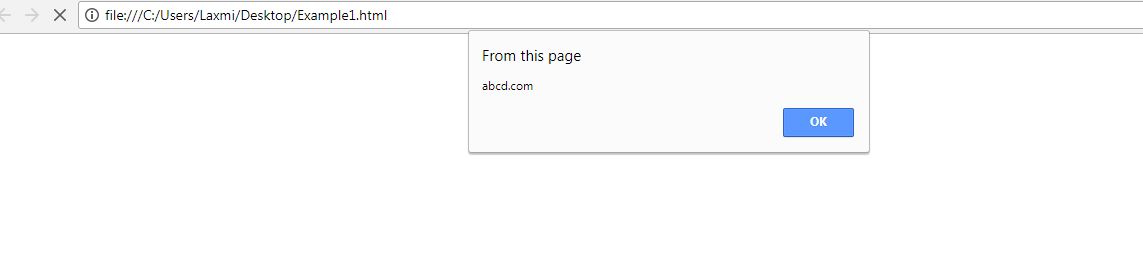 file:///C:/Users/Laxmi/Desktop/Example1.html
From this page
abcd.com
OK